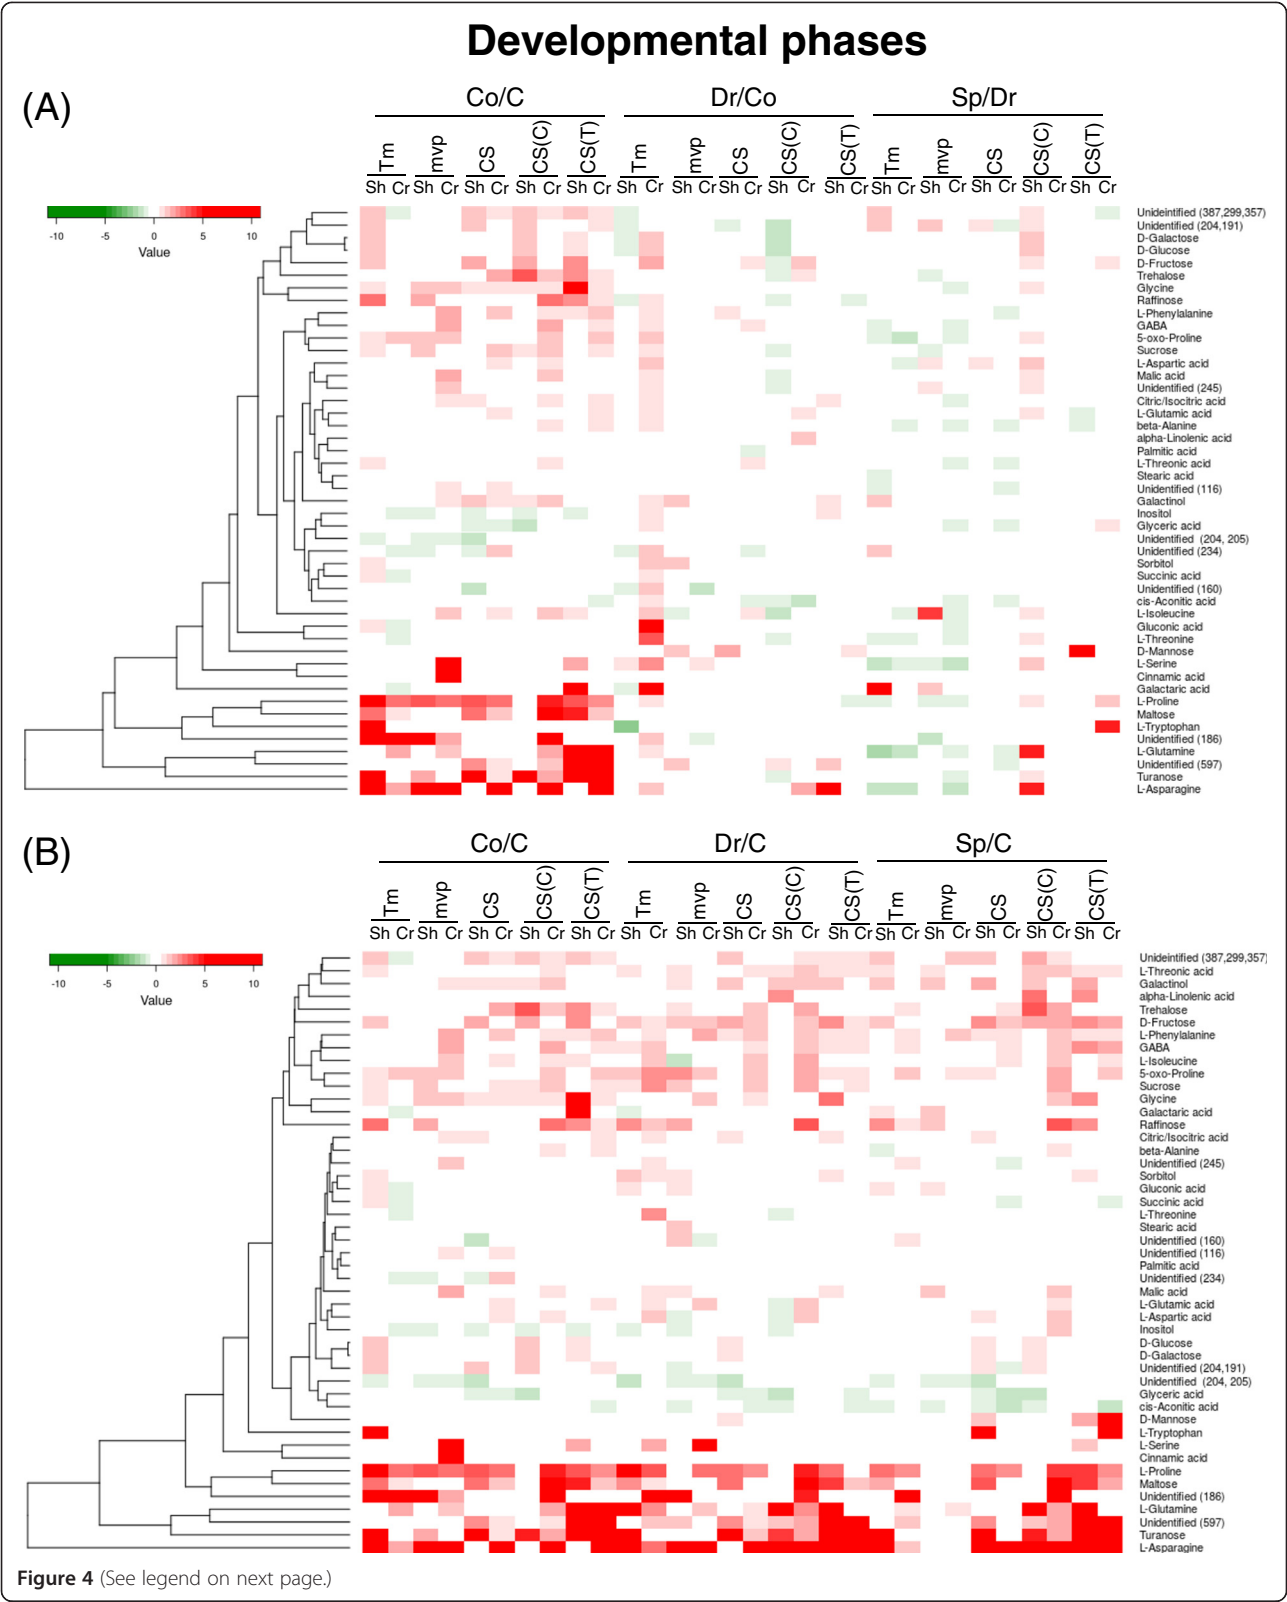 Developmental phases
(A)
Co/C Dr/Co Sp/Dr
Tm mvp CS CS(C) CS(T) Tm mvp CS CS(C) CS(T) Tm mvp CS CS(C) CS(T)
Sh Cr Sh Cr Sh Cr Sh Cr Sh Cr Sh Cr Sh Cr Sh Cr Sh Cr Sh Cr Sh Cr Sh Cr Sh Cr Sh Cr Sh Cr
-10 -5 0 5 10
Value
Unideintified (387,299,357)
Unidentified (204,191)
D-Galactose
D-Glucose
D-Fructose
Trehalose
Glycine
Raffinose
L-Phenylalanine
GABA
5-oxo-Proline
Sucrose
L-Aspartic acid
Malic acid
Unidentified (245)
Citric/Isocitric acid
L-Glutamic acid
beta-Alanine
alpha-Linolenic acid
Palmitic acid
L-Threonic acid
Stearic acid
Unidentified (116)
Galactinol
Inositol
Glyceric acid
Unidentified (204, 205)
Unidentified (234)
Sorbitol
Succinic acid
Unidentified (160)
cis-Aconitic acid
L-Isoleucine
Gluconic acid
L-Threonine
D-Mannose
L-Serine
Cinnamic acid
Galactaric acid
L-Proline
Maltose
L-Tryptophan
Unidentified (186)
L-Glutamine
Unidentified (597)
Turanose
L-Asparagine
(B)
Co/C Dr/C Sp/C
Tm mvp CS CS(C) CS(T) Tm mvp CS CS(C) CS(T) Tm mvp CS CS(C) CS(T)
Sh Cr Sh Cr Sh Cr Sh Cr Sh Cr Sh Cr Sh Cr Sh Cr Sh Cr Sh Cr Sh Cr Sh Cr Sh Cr Sh Cr Sh Cr
-10 -5 0 5 10
Value
Unideintified (387,299,357)
L-Threonic acid
Galactinol
alpha-Linolenic acid
Trehalose
D-Fructose
L-Phenylalanine
GABA
L-Isoleucine
5-oxo-Proline
Sucrose
Glycine
Galactaric acid
Raffinose
Citric/Isocitric acid
beta-Alanine
Unidentified (245)
Sorbitol
Gluconic acid
Succinic acid
L-Threonine
Stearic acid
Unidentified (160)
Unidentified (116)
Palmitic acid
Unidentified (234)
Malic acid
L-Glutamic acid
L-Aspartic acid
Inositol
D-Glucose
D-Galactose
Unidentified (204,191)
Unidentified (204, 205)
Glyceric acid
cis-Aconitic acid
D-Mannose
L-Tryptophan
L-Serine
Cinnamic acid
L-Proline
Maltose
Unidentified (186)
L-Glutamine
Unidentified (597)
Turanose
L-Asparagine
Figure 4 (See legend on next page.)